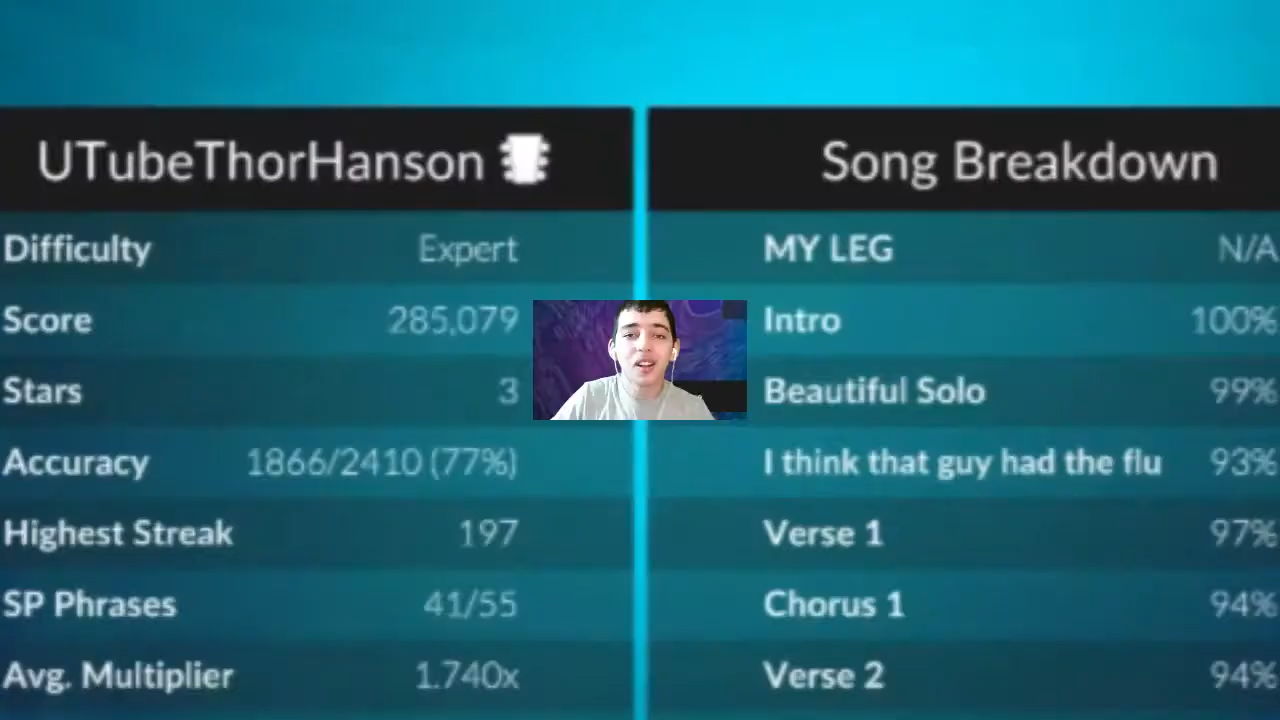 UTubeThorHanson
Difficulty Expert
Score 285,079
Stars 3
Accuracy 1866/2410 (77%)
Highest Streak 197
SP Phrases 41/55
Avg. Multiplier 1.740x
Song Breakdown
MY LEG N/A
Intro 100%
Beautiful Solo 99%
I think that guy had the flu 93%
Verse 1 97%
Chorus 1 94%
Verse 2 94%